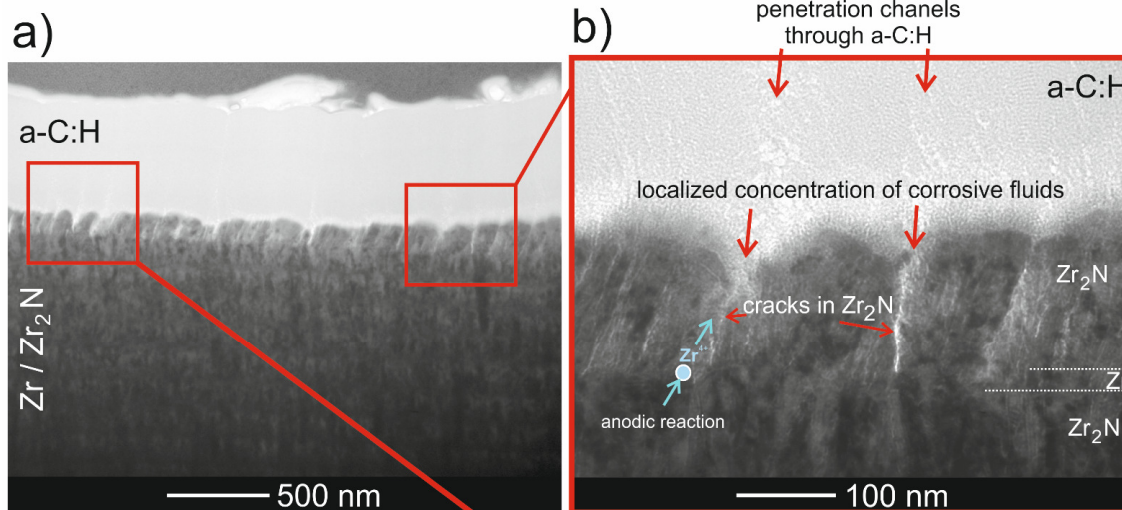 a)
a-C:H
Zr / Zr2N
500 nm
b)
penetration chanels
through a-C:H
a-C:H
localized concentration of corrosive fluids
Zr2N
cracks in Zr2N
Zr4+
anodic reaction
Z
Zr2N
100 nm